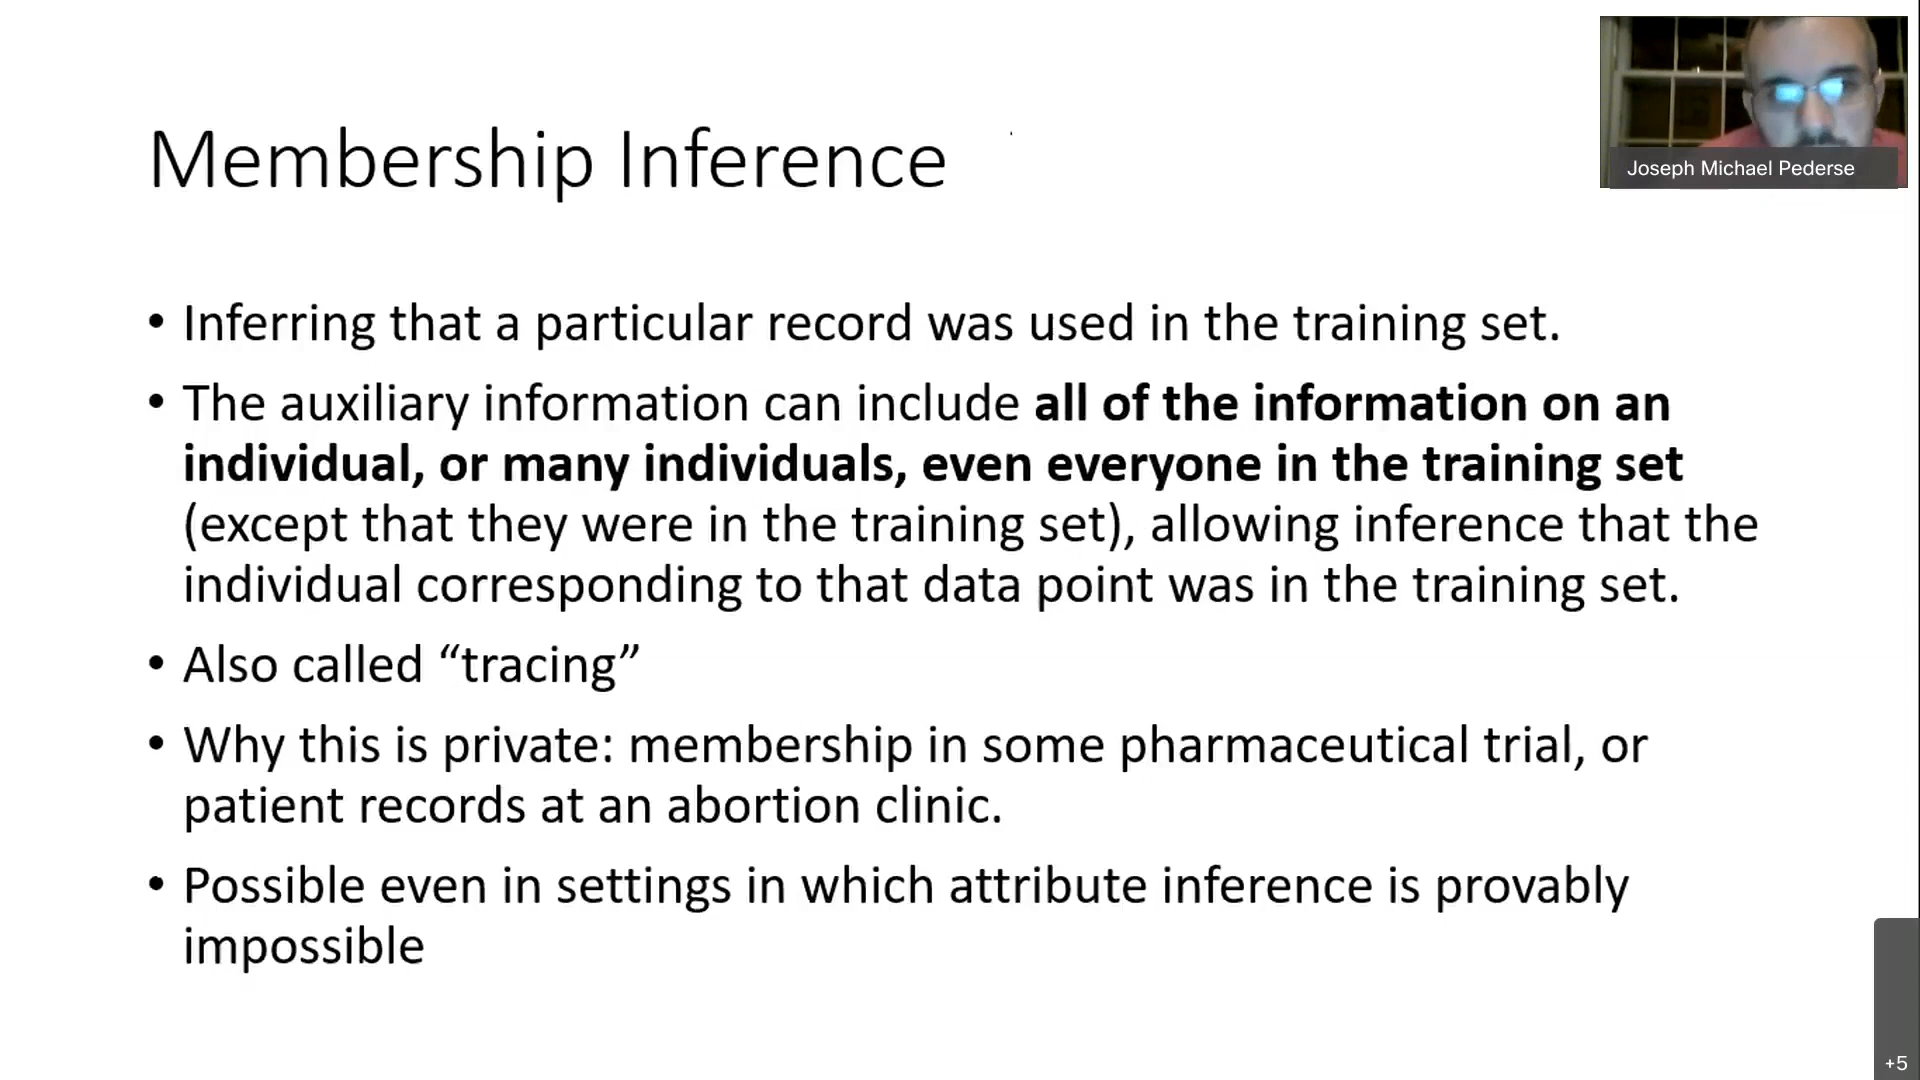 Membership Inference
Joseph Michael Pederse
• Inferring that a particular record was used in the training set.
• The auxiliary information can include all of the information on an
individual, or many individuals, even everyone in the training set
(except that they were in the training set), allowing inference that the
individual corresponding to that data point was in the training set.
• Also called “tracing”
• Why this is private: membership in some pharmaceutical trial, or
patient records at an abortion clinic.
• Possible even in settings in which attribute inference is provably
impossible
+5